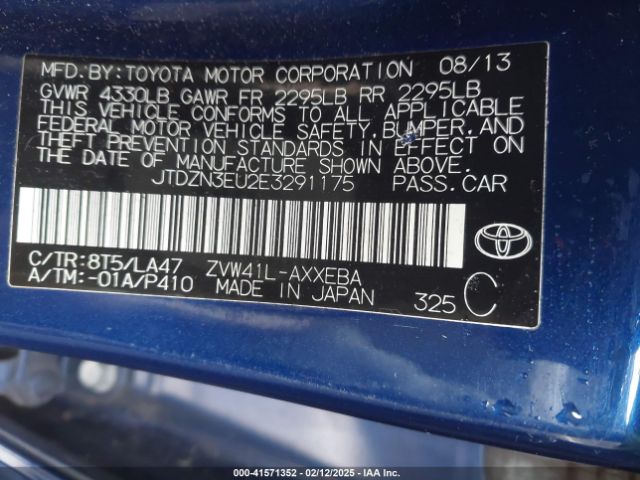 MFD.BY:TOYOTA MOTOR CORPORATION 08/13
GVWR 4330LB GAWR FR 2295LB RR 2295LB
THIS VEHICLE CONFORMS TO ALL APPLICABLE
FEDERAL MOTOR VEHICLE SAFETY,BUMPER,AND
THEFT PREVENTION STANDARDS IN EFFECT ON
THE DATE OF MANUFACTURE SHOWN ABOVE.
JTDZN3EU2E3291175 PASS.CAR
C/TR:8T5/LA47 ZVW41L-AXXEBA
A/TM:-01A/P410 MADE IN JAPAN 325 C
000-41571352 - 02/12/2025 - IAA Inc.